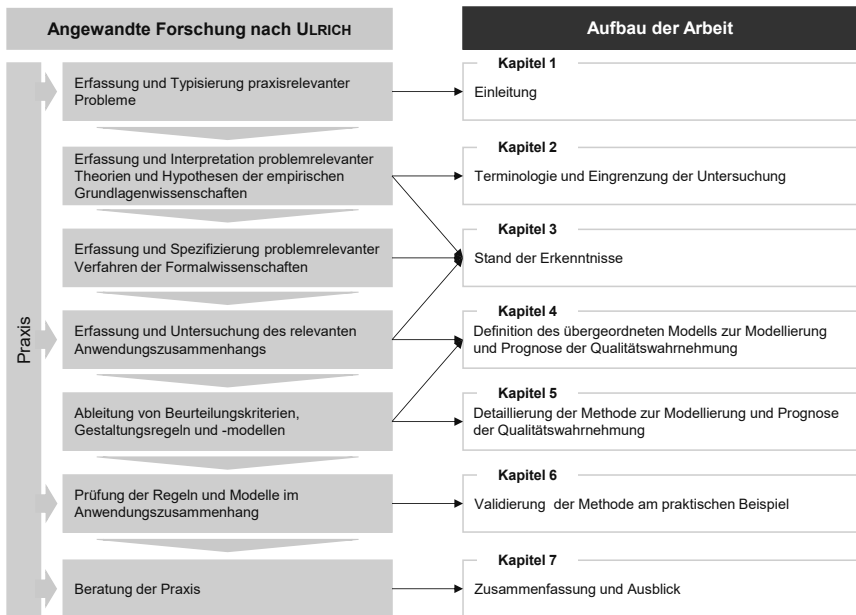 Angewandte Forschung nach ULRICH
Aufbau der Arbeit
Praxis
Erfassung und Typisierung praxisrelevanter
Probleme
Kapitel 1
Einleitung
Erfassung und Interpretation problemrelevanter
Theorien und Hypothesen der empirischen
Grundlagenwissenschaften
Kapitel 2
Terminologie und Eingrenzung der Untersuchung
Erfassung und Spezifizierung problemrelevanter
Verfahren der Formalwissenschaften
Kapitel 3
Stand der Erkenntnisse
Erfassung und Untersuchung des relevanten
Anwendungszusammenhangs
Kapitel 4
Definition des übergeordneten Modells zur Modellierung
und Prognose der Qualitätswahrnehmung
Ableitung von Beurteilungskriterien,
Gestaltungsregeln und -modellen
Kapitel 5
Detaillierung der Methode zur Modellierung und Prognose
der Qualitätswahrnehmung
Prüfung der Regeln und Modelle im
Anwendungszusammenhang
Kapitel 6
Validierung der Methode am praktischen Beispiel
Beratung der Praxis
Kapitel 7
Zusammenfassung und Ausblick